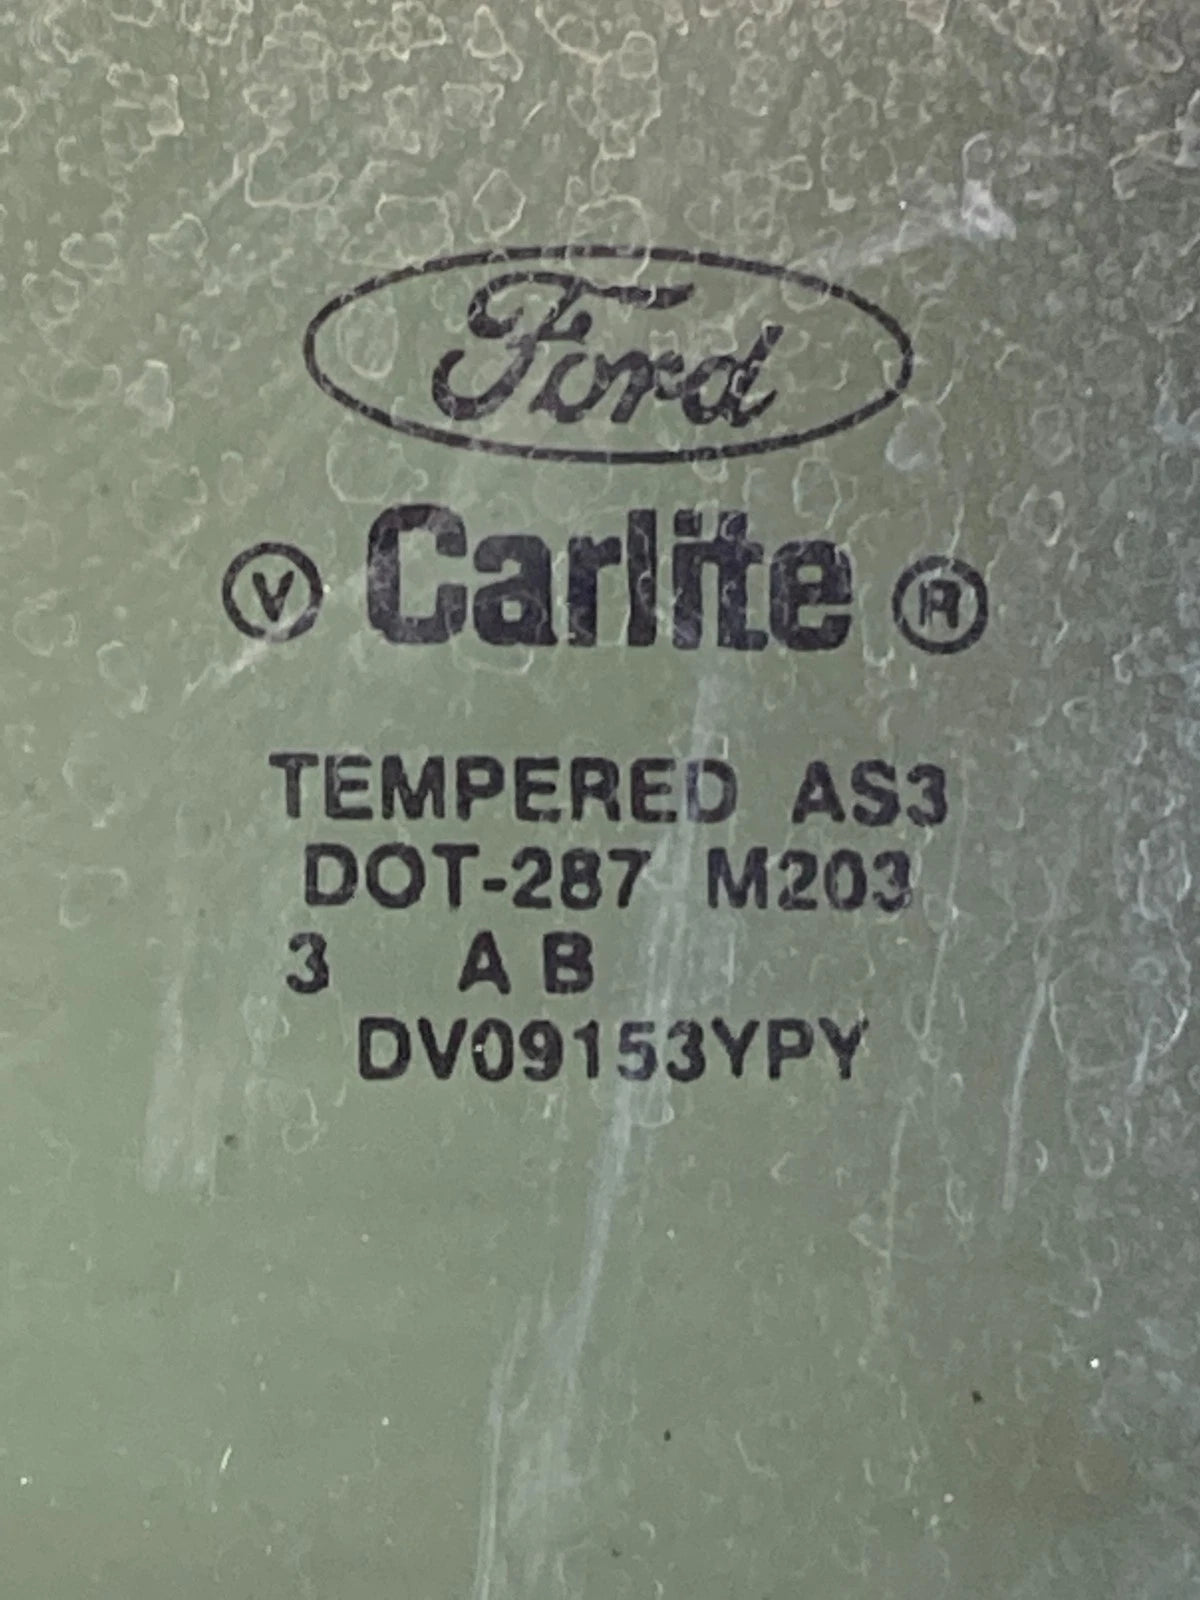 Ford
Ⓥ Carlite ®
TEMPERED AS3
DOT-287 M203
3 A B
DV09153YPY